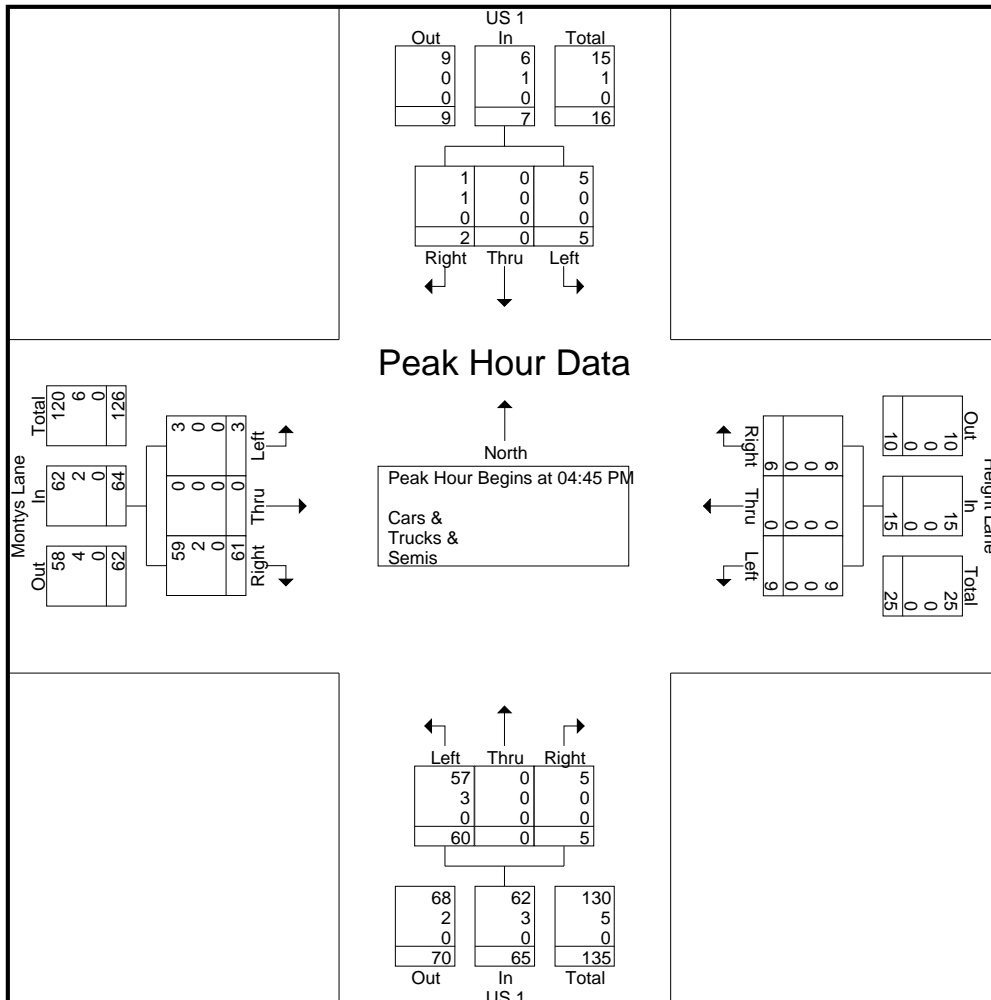 US 1
Out In Total
9 6 15
0 1 1
0 0 0
9 7 16
1 0 5
1 0 0
0 0 0
2 0 5
Right Thru Left
Peak Hour Data
North
Peak Hour Begins at 04:45 PM
Cars &
Trucks &
Semis
Montys Lane
Out In Total
58 62 120
4 2 6
0 0 0
62 64 126
59 0 3
2 0 0
0 0 0
61 0 3
Right Thru Left
Height Lane
Out In Total
10 15 25
0 0 0
0 0 0
10 15 25
6 0 9
0 0 0
0 0 0
6 0 9
Right Thru Left
Left Thru Right
57 0 5
3 0 0
0 0 0
60 0 5
68 62 130
2 3 5
0 0 0
70 65 135
Out In Total
US 1